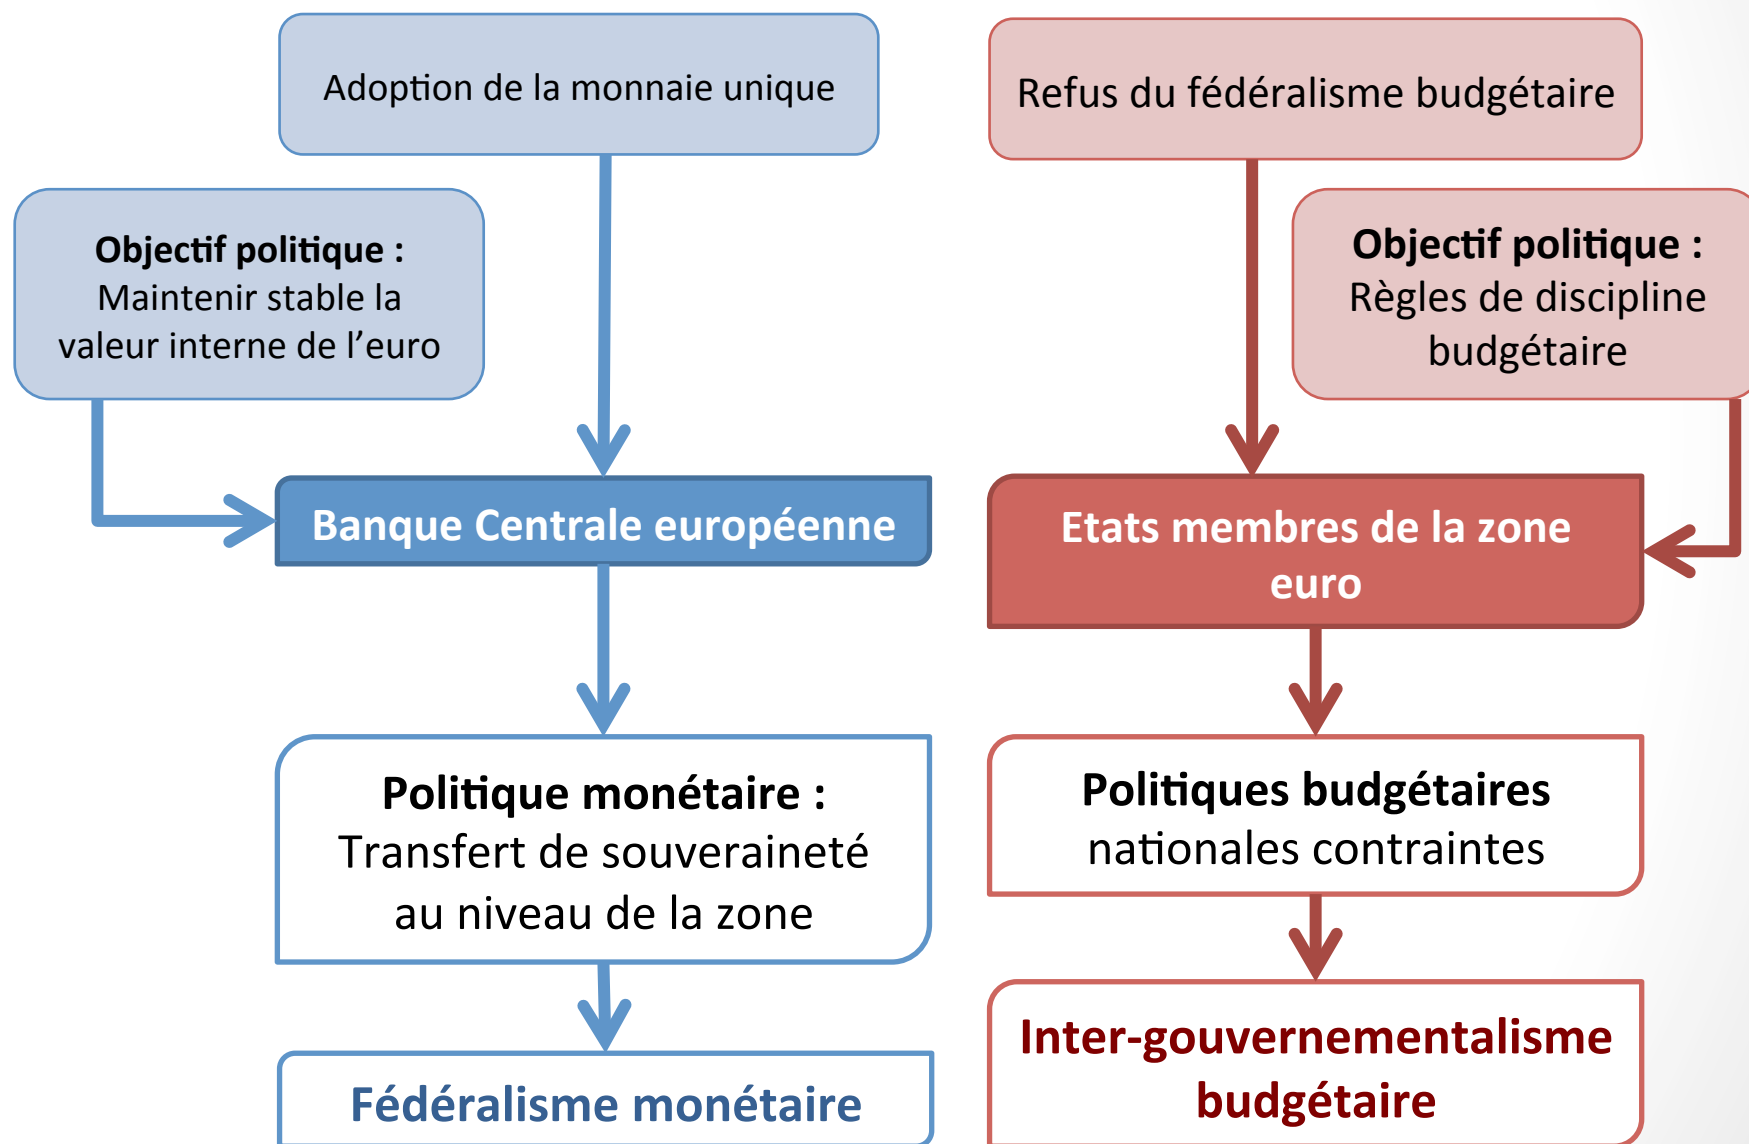 Adoption de la monnaie unique
Objectif politique :
Maintenir stable la
valeur interne de l’euro
Banque Centrale européenne
Politique monétaire :
Transfert de souveraineté
au niveau de la zone
Fédéralisme monétaire
Refus du fédéralisme budgétaire
Objectif politique :
Règles de discipline
budgétaire
Etats membres de la zone
euro
Politiques budgétaires
nationales contraintes
Inter-gouvernementalisme
budgétaire